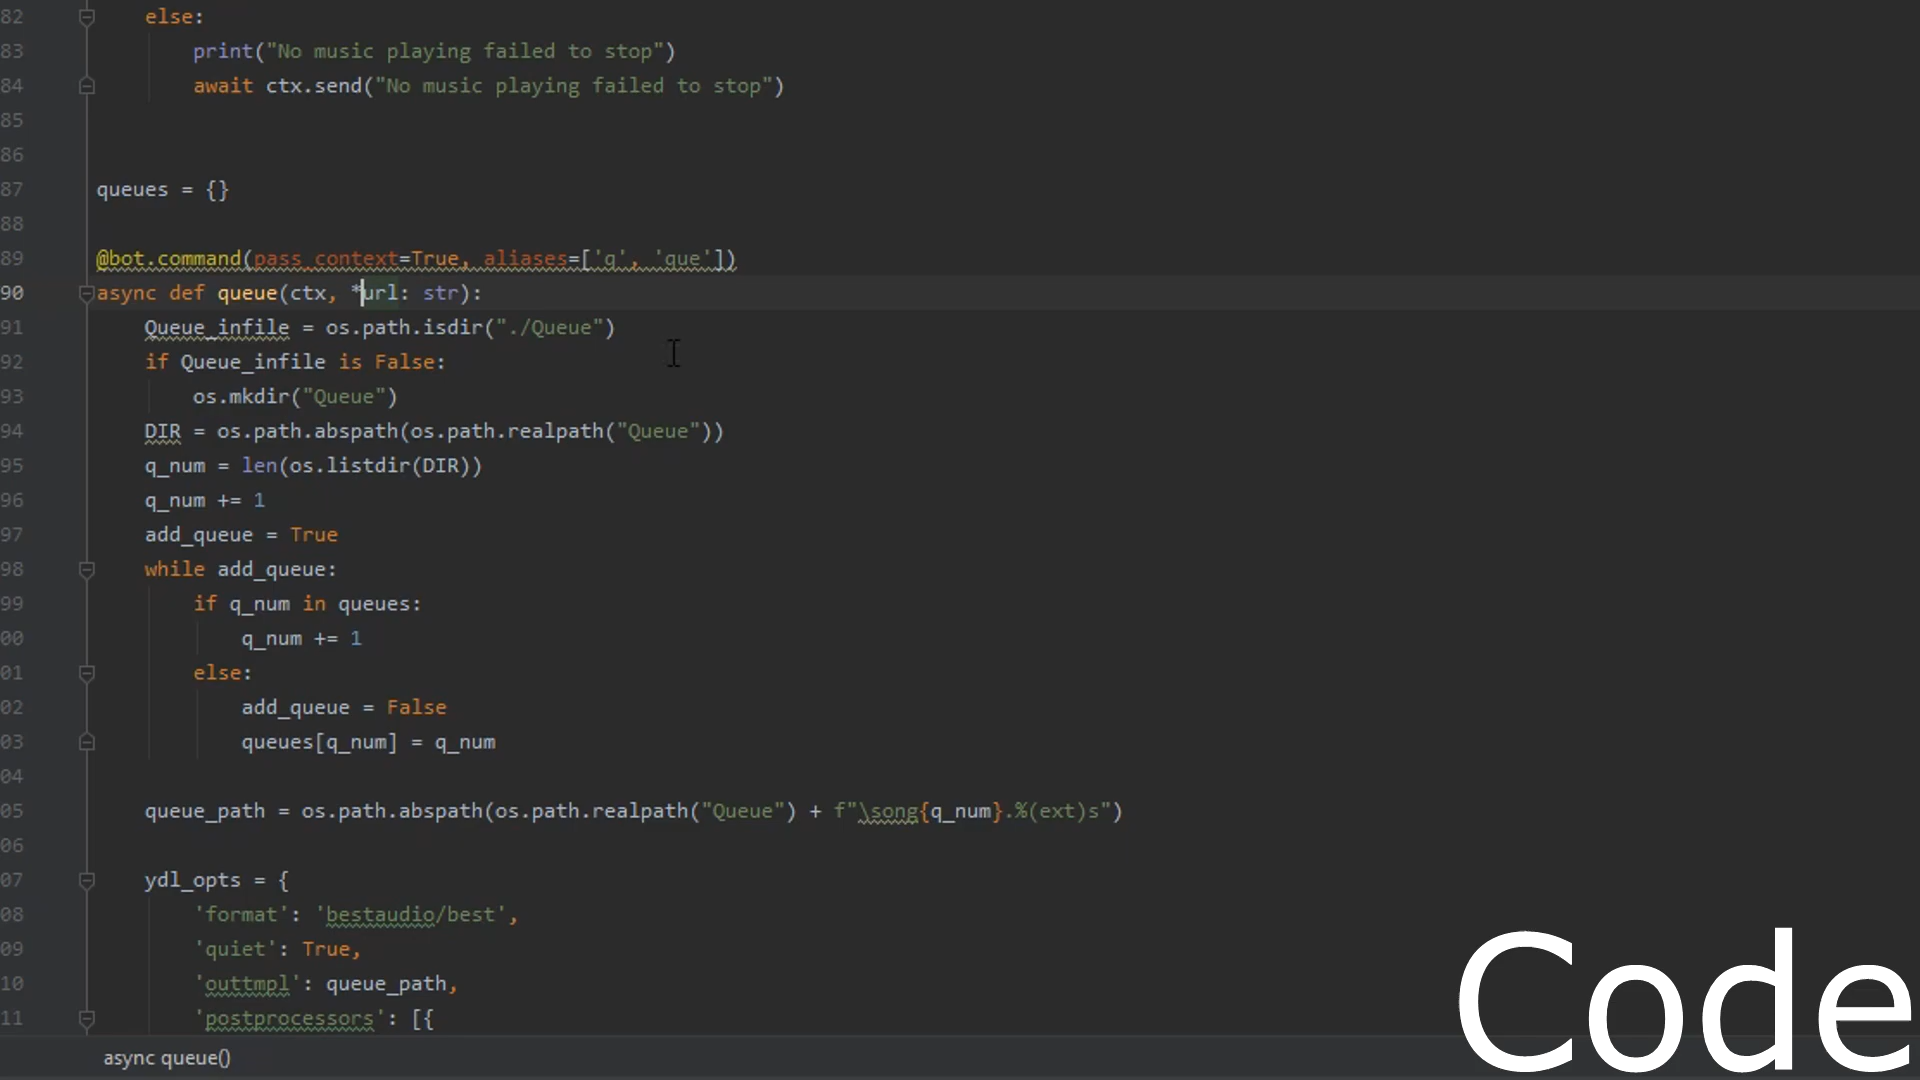 82 else:
83 print("No music playing failed to stop")
84 await ctx.send("No music playing failed to stop")
85
86
87 queues = {}
88
89 @bot.command(pass_context=True, aliases=['q', 'que'])
90 async def queue(ctx, *url: str):
91 Queue_infile = os.path.isdir("./Queue")
92 if Queue_infile is False:
93 os.mkdir("Queue")
94 DIR = os.path.abspath(os.path.realpath("Queue"))
95 q_num = len(os.listdir(DIR))
96 q_num += 1
97 add_queue = True
98 while add_queue:
99 if q_num in queues:
00 q_num += 1
01 else:
02 add_queue = False
03 queues[q_num] = q_num
04
05 queue_path = os.path.abspath(os.path.realpath("Queue") + f"\song{q_num}.%(ext)s")
06
07 ydl_opts = {
08 'format': 'bestaudio/best',
09 'quiet': True,
10 'outtmpl': queue_path,
11 'postprocessors': [{
async queue()
Code